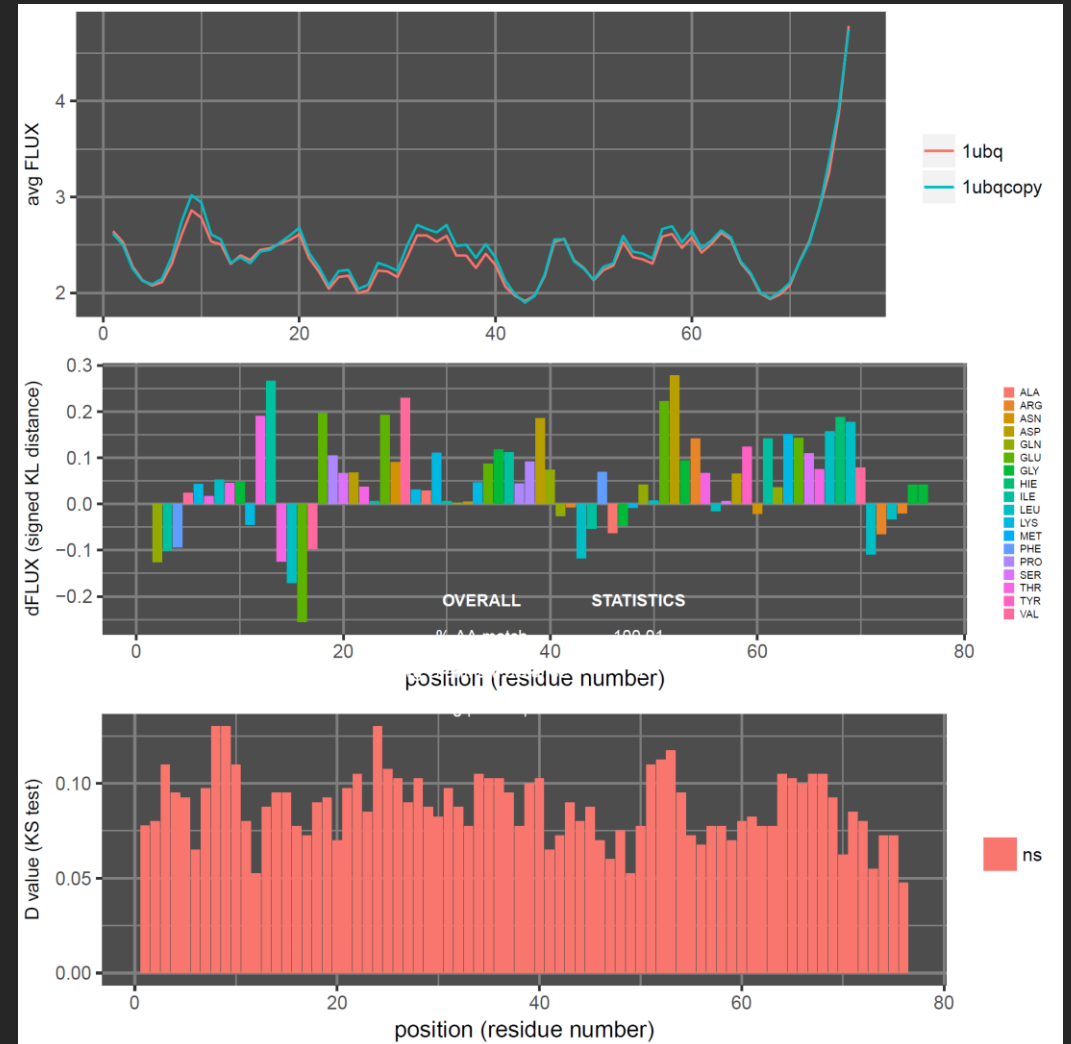 avg FLUX
4
3
2
0 20 40 60
1ubq
1ubqcopy
dFLUX (signed KL distance)
0.3
0.2
0.1
0.0
−0.1
−0.2
OVERALL STATISTICS
% AA match
0 20 40 60 80
position (residue number)
ALA
ARG
ASN
ASP
GLN
GLU
GLY
HIE
ILE
LEU
LYS
MET
PHE
PRO
SER
THR
TYR
VAL
D value (KS test)
0.10
0.05
0.00
0 20 40 60 80
position (residue number)
ns